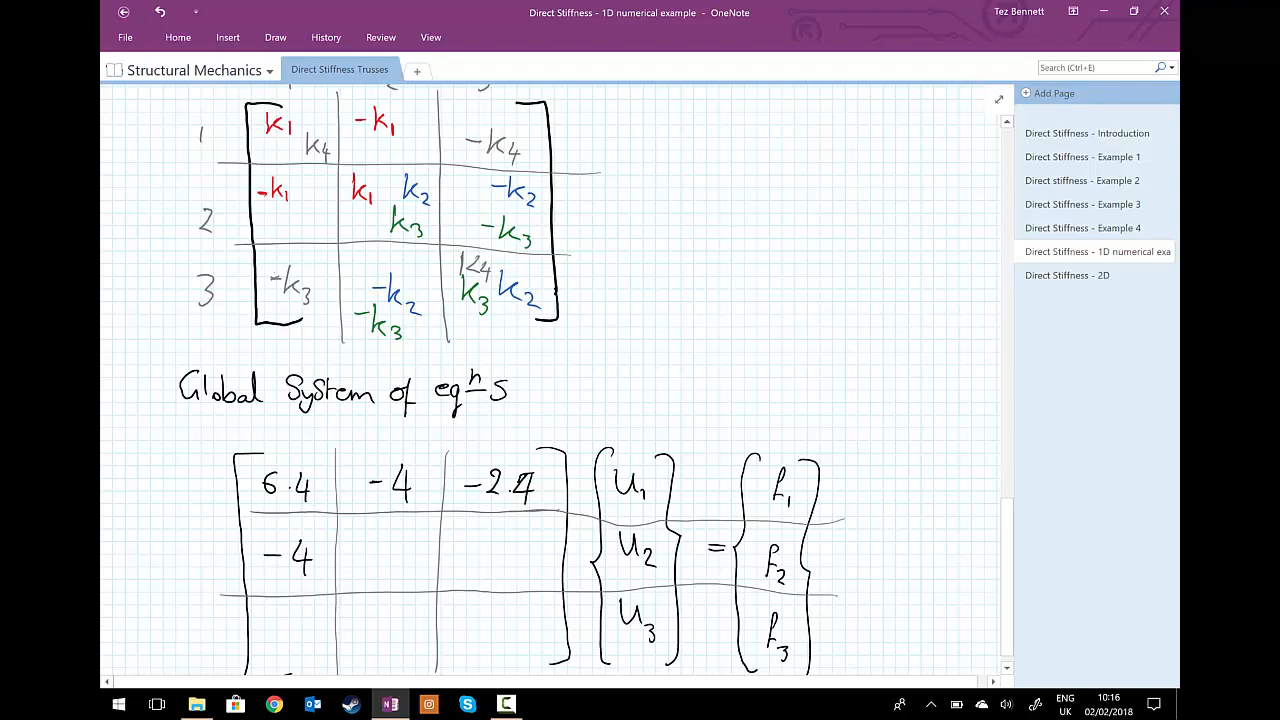 Direct Stiffness - 1D numerical example - OneNote
Tez Bennett
File Home Insert Draw History Review View
Structural Mechanics
Direct Stiffness Trusses
+
Search (Ctrl+E)
Add Page
Direct Stiffness - Introduction
Direct Stiffness - Example 1
Direct stiffness - Example 2
Direct Stiffness - Example 3
Direct Stiffness - Example 4
Direct Stiffness - 1D numerical exa
Direct Stiffness - 2D
1 k₁ k₄ -k₁ -k₄
2 -k₁ k₁ k₂ k₃ -k₂ -k₃
3 -k₃ -k₂ -k₃ k₄ k₃ k₂
Global System of eqⁿs
6.4 -4 -2.4 u₁ f₁
-4 u₂ = f₂
u₃ f₃
ENG
UK
10:16
02/02/2018